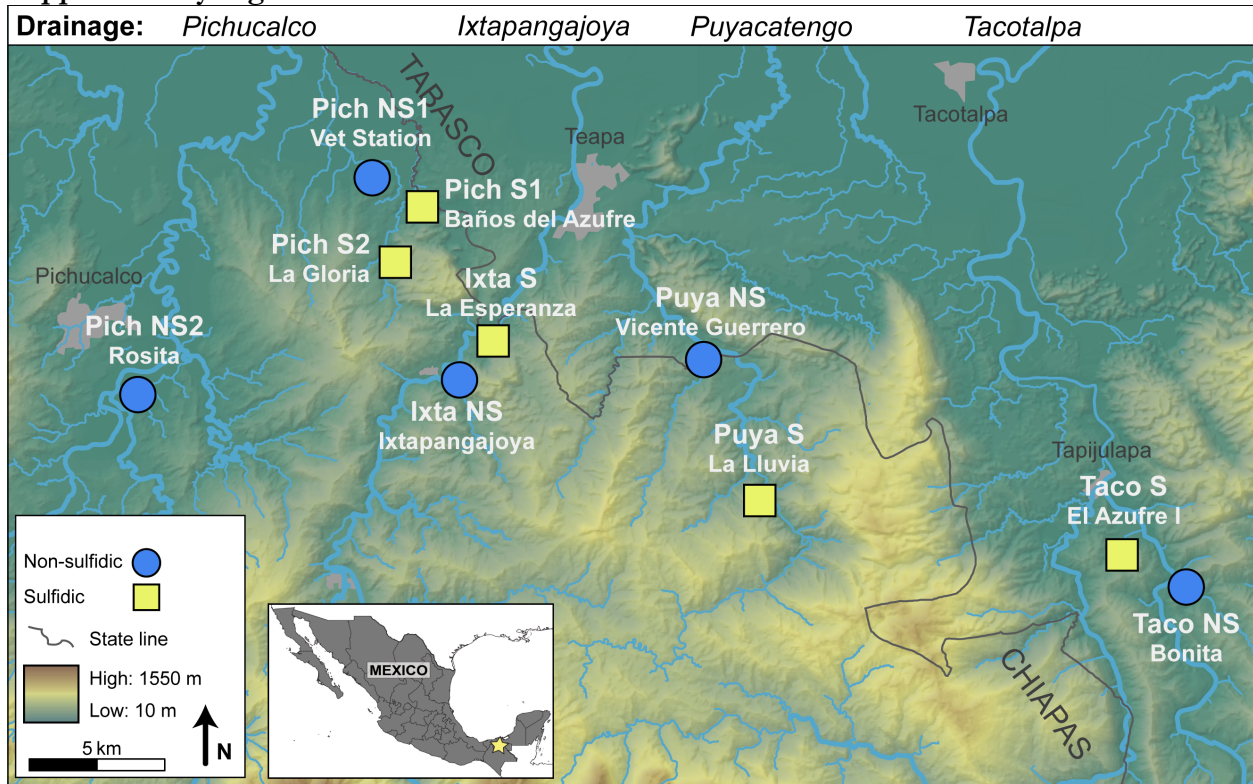 Drainage: Pichucalco Ixtapangajoya Puyacatengo Tacotalpa
TABASCO
Pich NS1
Vet Station
Teapa
Tacotalpa
Pich S1
Baños del Azufre
Pich S2
La Gloria
Pichucalco
Ixta S
La Esperanza
Puya NS
Vicente Guerrero
Pich NS2
Rosita
Ixta NS
Ixtapangajoya
Puya S
La Lluvia
Tapijulapa
Taco S
El Azufre I
Taco NS
Bonita
CHIAPAS
Non-sulfidic
Sulfidic
State line
High: 1550 m
Low: 10 m
5 km
N
MEXICO